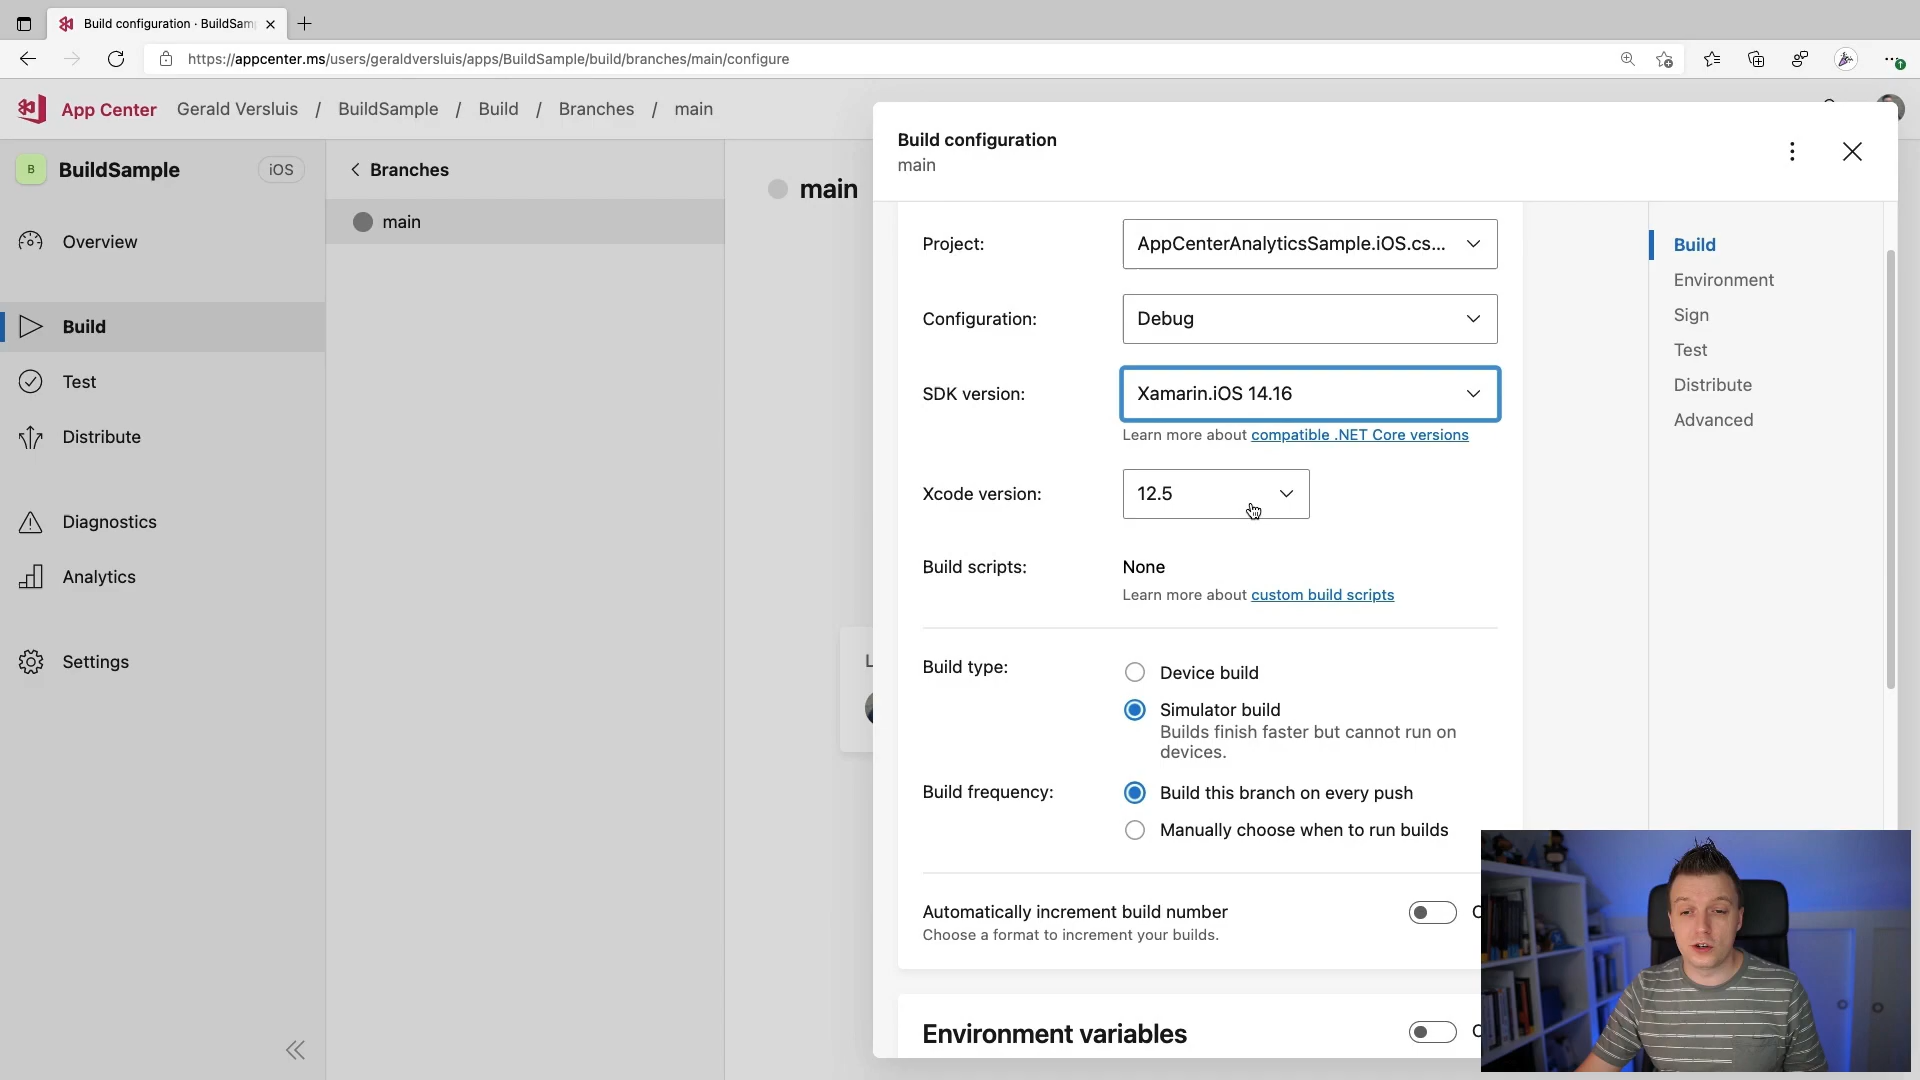 Build configuration · BuildSam
https://appcenter.ms/users/geraldversluis/apps/BuildSample/build/branches/main/configure
App Center
Gerald Versluis / BuildSample / Build / Branches / main
B
BuildSample
iOS
Overview
Build
Test
Distribute
Diagnostics
Analytics
Settings
Branches
main
main
L
Build configuration
main
Project:
AppCenterAnalyticsSample.iOS.cs...
Configuration:
Debug
SDK version:
Xamarin.iOS 14.16
Learn more about compatible .NET Core versions
Xcode version:
12.5
Build scripts:
None
Learn more about custom build scripts
Build type:
Device build
Simulator build
Builds finish faster but cannot run on
devices.
Build frequency:
Build this branch on every push
Manually choose when to run builds
Automatically increment build number
Choose a format to increment your builds.
Environment variables
Build
Environment
Sign
Test
Distribute
Advanced